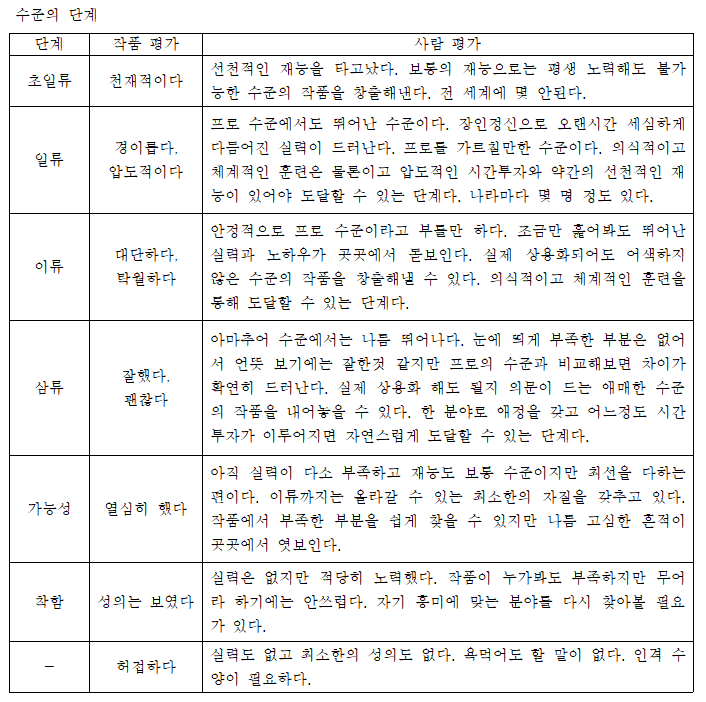 수준의 단계
단계 작품 평가 사람 평가
초일류 천재적이다
선천적인 재능을 타고났다. 보통의 재능으로는 평생 노력해도 불가
능한 수준의 작품을 창출해낸다. 전 세계에 몇 안된다.
일류
경이롭다,
압도적이다
프로 수준에서도 뛰어난 수준이다. 장인정신으로 오랜시간 세심하게
다듬어진 실력이 드러난다. 프로를 가르칠만한 수준이다. 의식적이고
체계적인 훈련은 물론이고 압도적인 시간투자와 약간의 선천적인 재
능이 있어야 도달할 수 있는 단계다. 나라마다 몇 명 정도 있다.
이류
대단하다,
탁월하다
안정적으로 프로 수준이라고 부를만 하다. 조금만 훑어봐도 뛰어난
실력과 노하우가 곳곳에서 돋보인다. 실제 상용화되어도 어색하지
않은 수준의 작품을 창출해낼 수 있다. 의식적이고 체계적인 훈련을
통해 도달할 수 있는 단계다.
삼류
잘했다,
괜찮다
아마추어 수준에서는 나름 뛰어나다. 눈에 띄게 부족한 부분은 없어
서 언뜻 보기에는 잘한것 같지만 프로의 수준과 비교해보면 차이가
확연히 드러난다. 실제 상용화 해도 될지 의문이 드는 애매한 수준
의 작품을 내어놓을 수 있다. 한 분야로 애정을 갖고 어느정도 시간
투자가 이루어지면 자연스럽게 도달할 수 있는 단계다.
가능성 열심히 했다
아직 실력이 다소 부족하고 재능도 보통 수준이지만 최선을 다하는
편이다. 이류까지는 올라갈 수 있는 최소한의 자질을 갖추고 있다.
작품에서 부족한 부분을 쉽게 찾을 수 있지만 나름 고심한 흔적이
곳곳에서 엿보인다.
착함 성의는 보였다
실력은 없지만 적당히 노력했다. 작품이 누가봐도 부족하지만 무어
라 하기에는 안쓰럽다. 자기 흥미에 맞는 분야를 다시 찾아볼 필요
가 있다.
– 허접하다
실력도 없고 최소한의 성의도 없다. 욕먹어도 할 말이 없다. 인격 수
양이 필요하다.